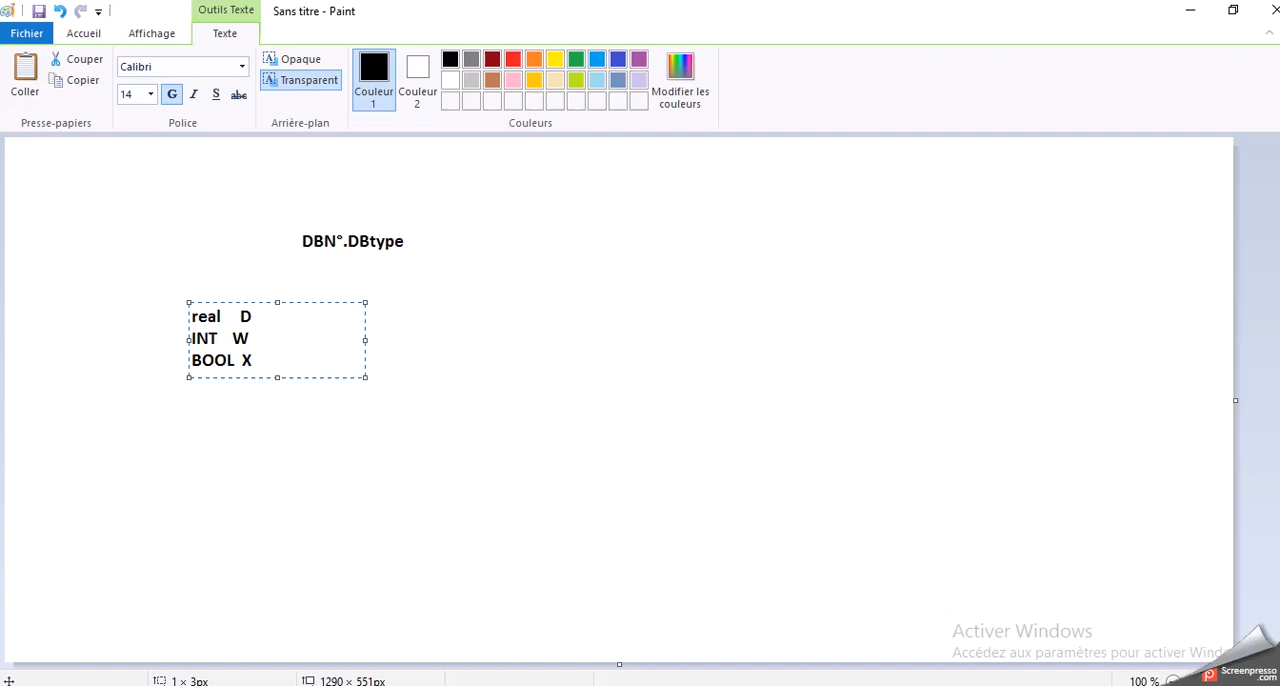 Outils Texte
Sans titre - Paint
Fichier
Accueil
Affichage
Texte
Coller
Couper
Copier
Presse-papiers
Calibri
14
G I S abc
Police
Opaque
Transparent
Arrière-plan
Couleur 1
Couleur 2
Modifier les couleurs
Couleurs
DBN°.DBtype
real D
INT W
BOOL X
Activer Windows
Accédez aux paramètres pour activer
Screenpresso
.com
1 × 3px
1290 × 551px
100 %